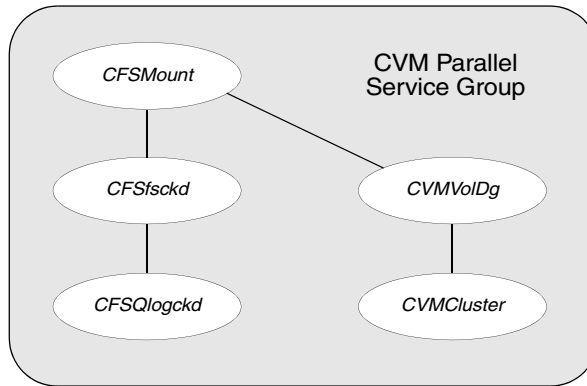 CVM Parallel
Service Group
CFSMount
CFSfsckd
CVMVolDg
CFSQlogckd
CVMCluster